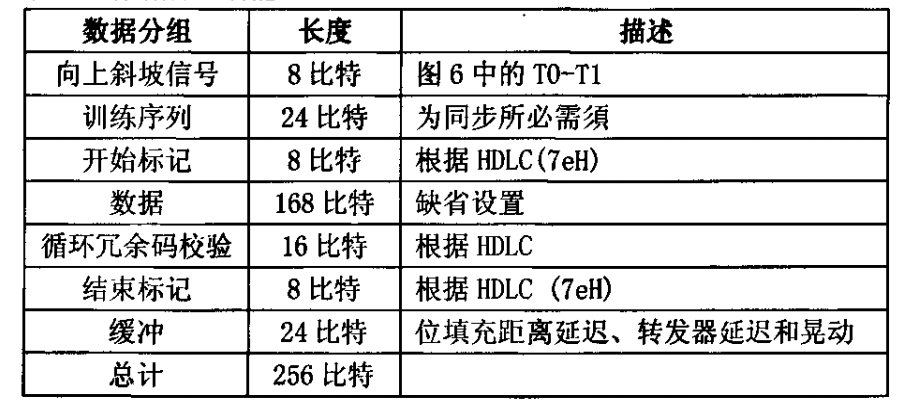 数据分组 长度 描述
向上斜坡信号 8 比特 图 6 中的 T0-T1
训练序列 24 比特 为同步所必需須
开始标记 8 比特 根据 HDLC(7eH)
数据 168 比特 缺省设置
循环冗余码校验 16 比特 根据 HDLC
结束标记 8 比特 根据 HDLC (7eH)
缓冲 24 比特 位填充距离延迟、转发器延迟和晃动
总计 256 比特